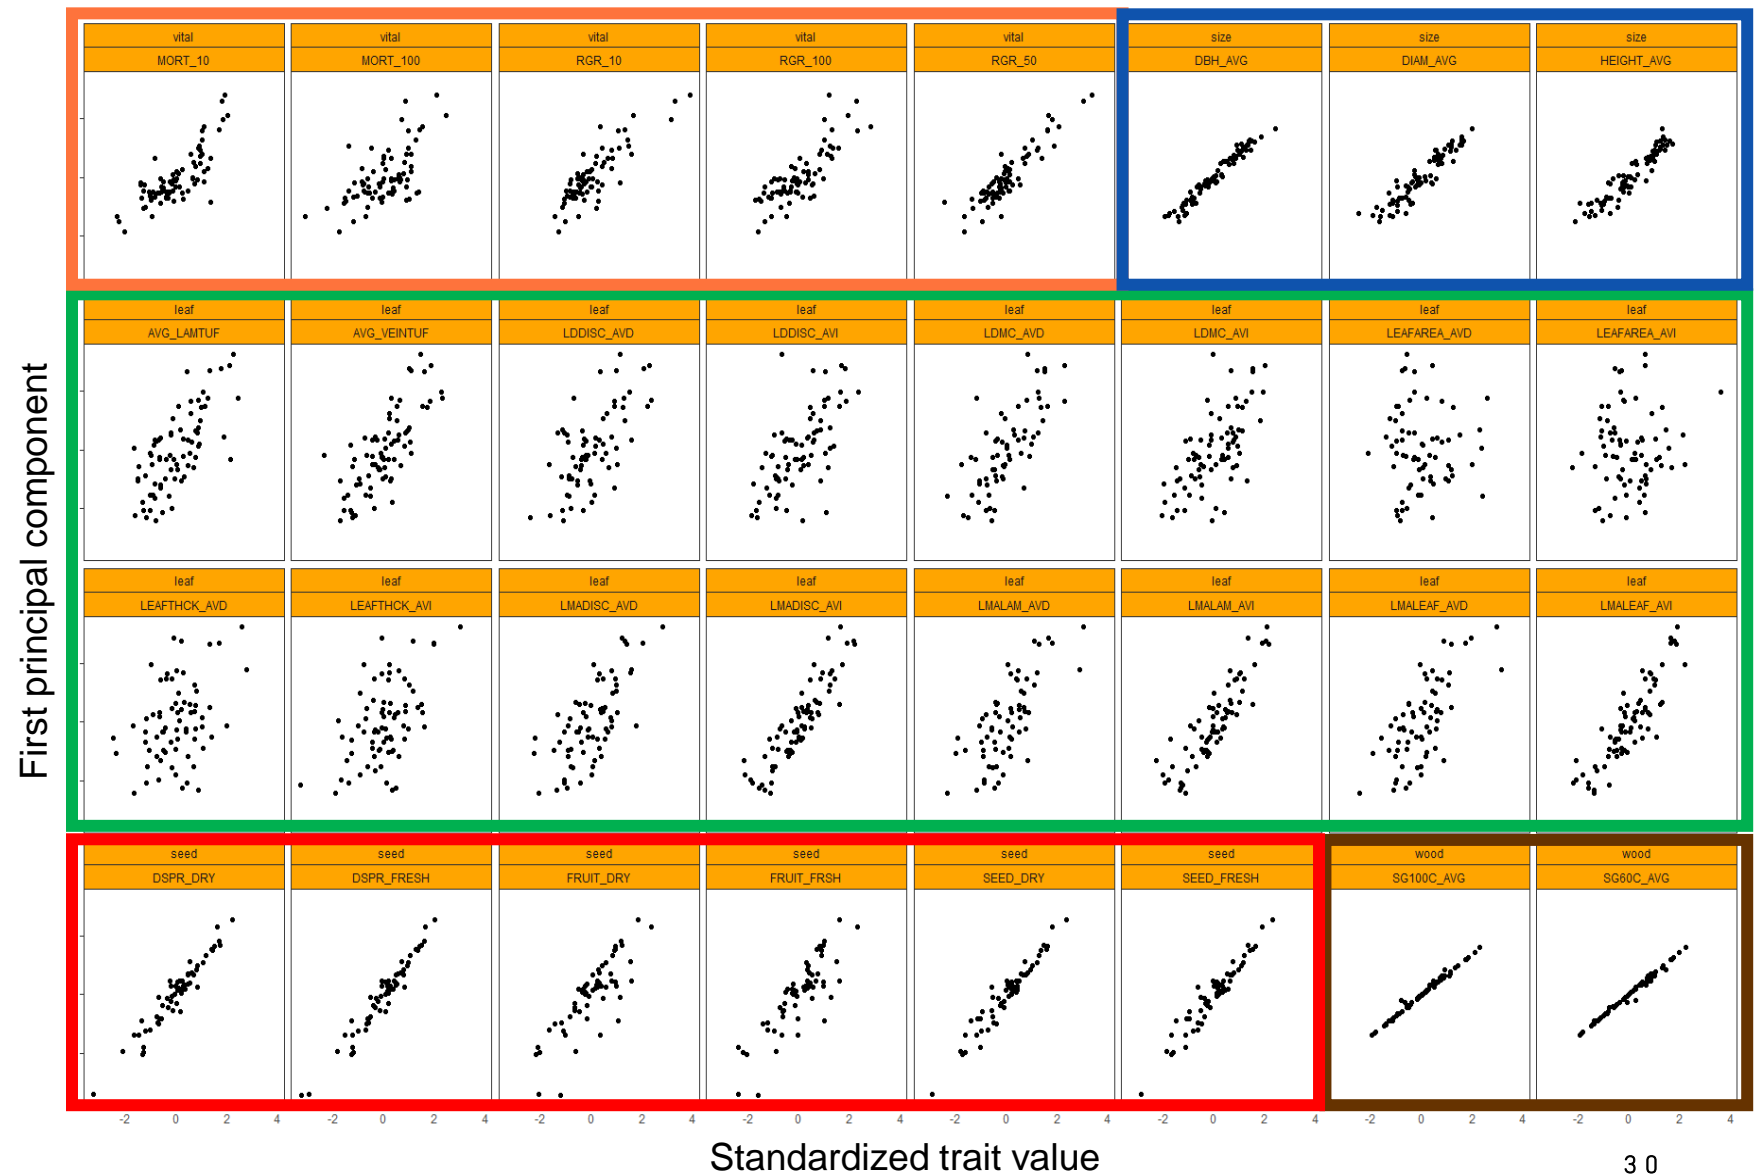 vital vital vital vital vital size size size
MORT_10 MORT_100 RGR_10 RGR_100 RGR_50 DBH_AVG DIAM_AVG HEIGHT_AVG
leaf leaf leaf leaf leaf leaf leaf leaf
AVG_LAMTUF AVG_VEINTUF LDDISC_AVD LDDISC_AVI LDMC_AVD LDMC_AVI LEAFAREA_AVD LEAFAREA_AVI
First principal component
leaf leaf leaf leaf leaf leaf leaf leaf
LEAFTHCK_AVD LEAFTHCK_AVI LMADISC_AVD LMADISC_AVI LMALAM_AVD LMALAM_AVI LMALEAF_AVD LMALEAF_AVI
seed seed seed seed seed seed wood wood
DSPR_DRY DSPR_FRESH FRUIT_DRY FRUIT_FRSH SEED_DRY SEED_FRESH SG100C_AVG SG60C_AVG
-2 0 2 4 -2 0 2 4 -2 0 2 4 -2 0 2 4 -2 0 2 4 -2 0 2 4 -2 0 2 4 -2 0 2 4
Standardized trait value
30